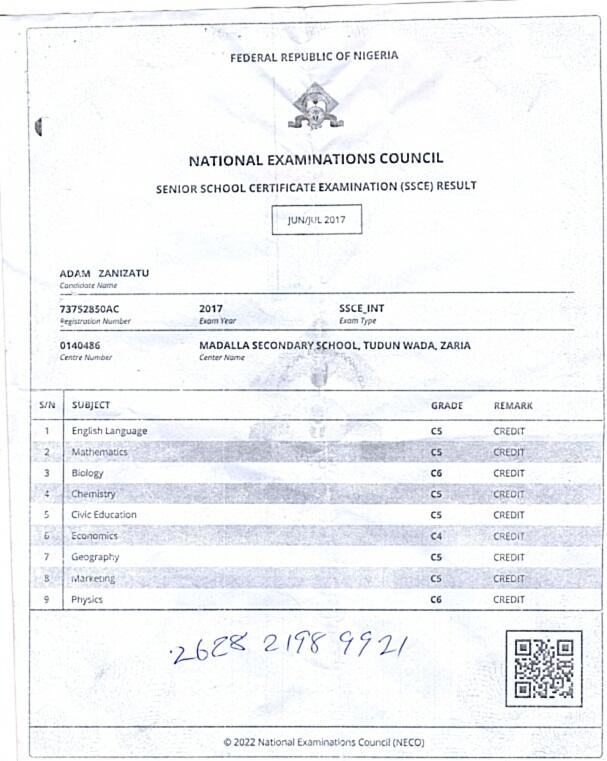 FEDERAL REPUBLIC OF NIGERIA
NATIONAL EXAMINATIONS COUNCIL
SENIOR SCHOOL CERTIFICATE EXAMINATION (SSCE) RESULT
JUN/JUL 2017
ADAM ZANIZATU
Candidate Name
73752850AC 2017 SSCE_INT
Registration Number Exam Year Exam Type
0140486 MADALLA SECONDARY SCHOOL, TUDUN WADA, ZARIA
Centre Number Center Name
S/N SUBJECT GRADE REMARK
1 English Language C5 CREDIT
2 Mathematics C5 CREDIT
3 Biology C6 CREDIT
4 Chemistry C5 CREDIT
5 Civic Education C5 CREDIT
6 Economics C4 CREDIT
7 Geography C5 CREDIT
8 Marketing C5 CREDIT
9 Physics C6 CREDIT
2628 2198 9921
© 2022 National Examinations Council (NECO)